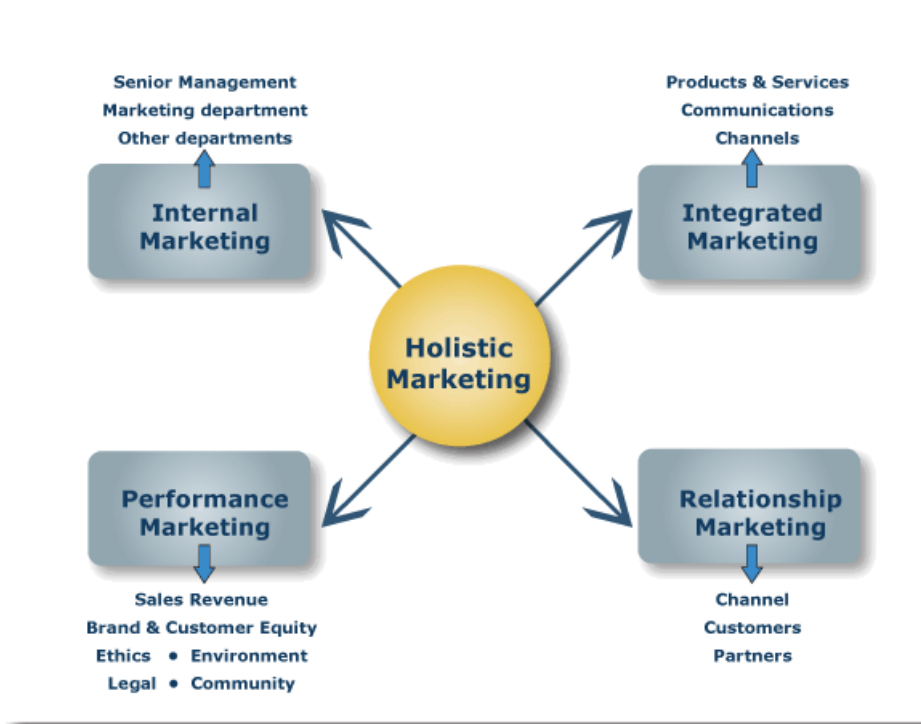 Senior Management
Marketing department
Other departments
Internal
Marketing
Products & Services
Communications
Channels
Integrated
Marketing
Holistic
Marketing
Performance
Marketing
Sales Revenue
Brand & Customer Equity
Ethics • Environment
Legal • Community
Relationship
Marketing
Channel
Customers
Partners